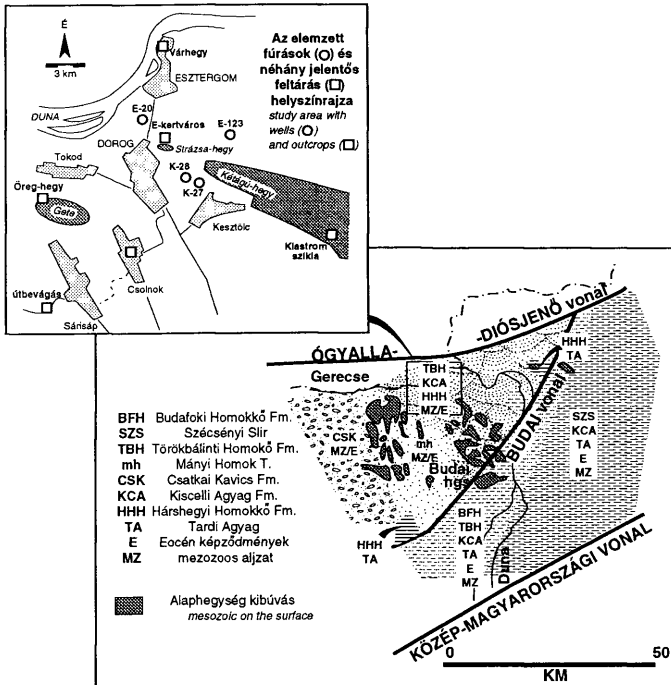 É
3 km
Az elemzett
fúrások (O) és
néhány jelentős
feltárás (□)
helyszínrajza
study area with
wells (O)
and outcrops (□)
Várhegy
ESZTERGOM
DUNA
E-20
E-kertváros
E-123
Strázsa-hegy
DOROG
Tokod
K-28
K-27
Kétágú-hegy
Öreg-hegy
Gete
Kesztölc
Klastrom
szikla
Csolnok
útbevágás
Sárisáp
ÓGYALLA-
-DIÓSJENŐ vonal
Gerecse
TBH
KCA
HHH
MZ/E
HHH
TA
BUDAI vonal
SZS
KCA
TA
E
MZ
CSK
MZ/E
mh
MZ/E
Budai
hgs
HHH
TA
BFH
TBH
KCA
TA
E
MZ
Duna
KÖZÉP-MAGYARORSZÁGI VONAL
BFH Budafoki Homokkő Fm.
SZS Szécsényi Slir
TBH Törökbálinti Homokő Fm.
mh Mányi Homok T.
CSK Csatkai Kavics Fm.
KCA Kiscelli Agyag Fm.
HHH Hárshegyi Homokkő Fm.
TA Tardi Agyag
E Eocén képződmények
MZ mezozoos aljzat
Alaphegység kibúvás
mesozoic on the surface
0 50
KM